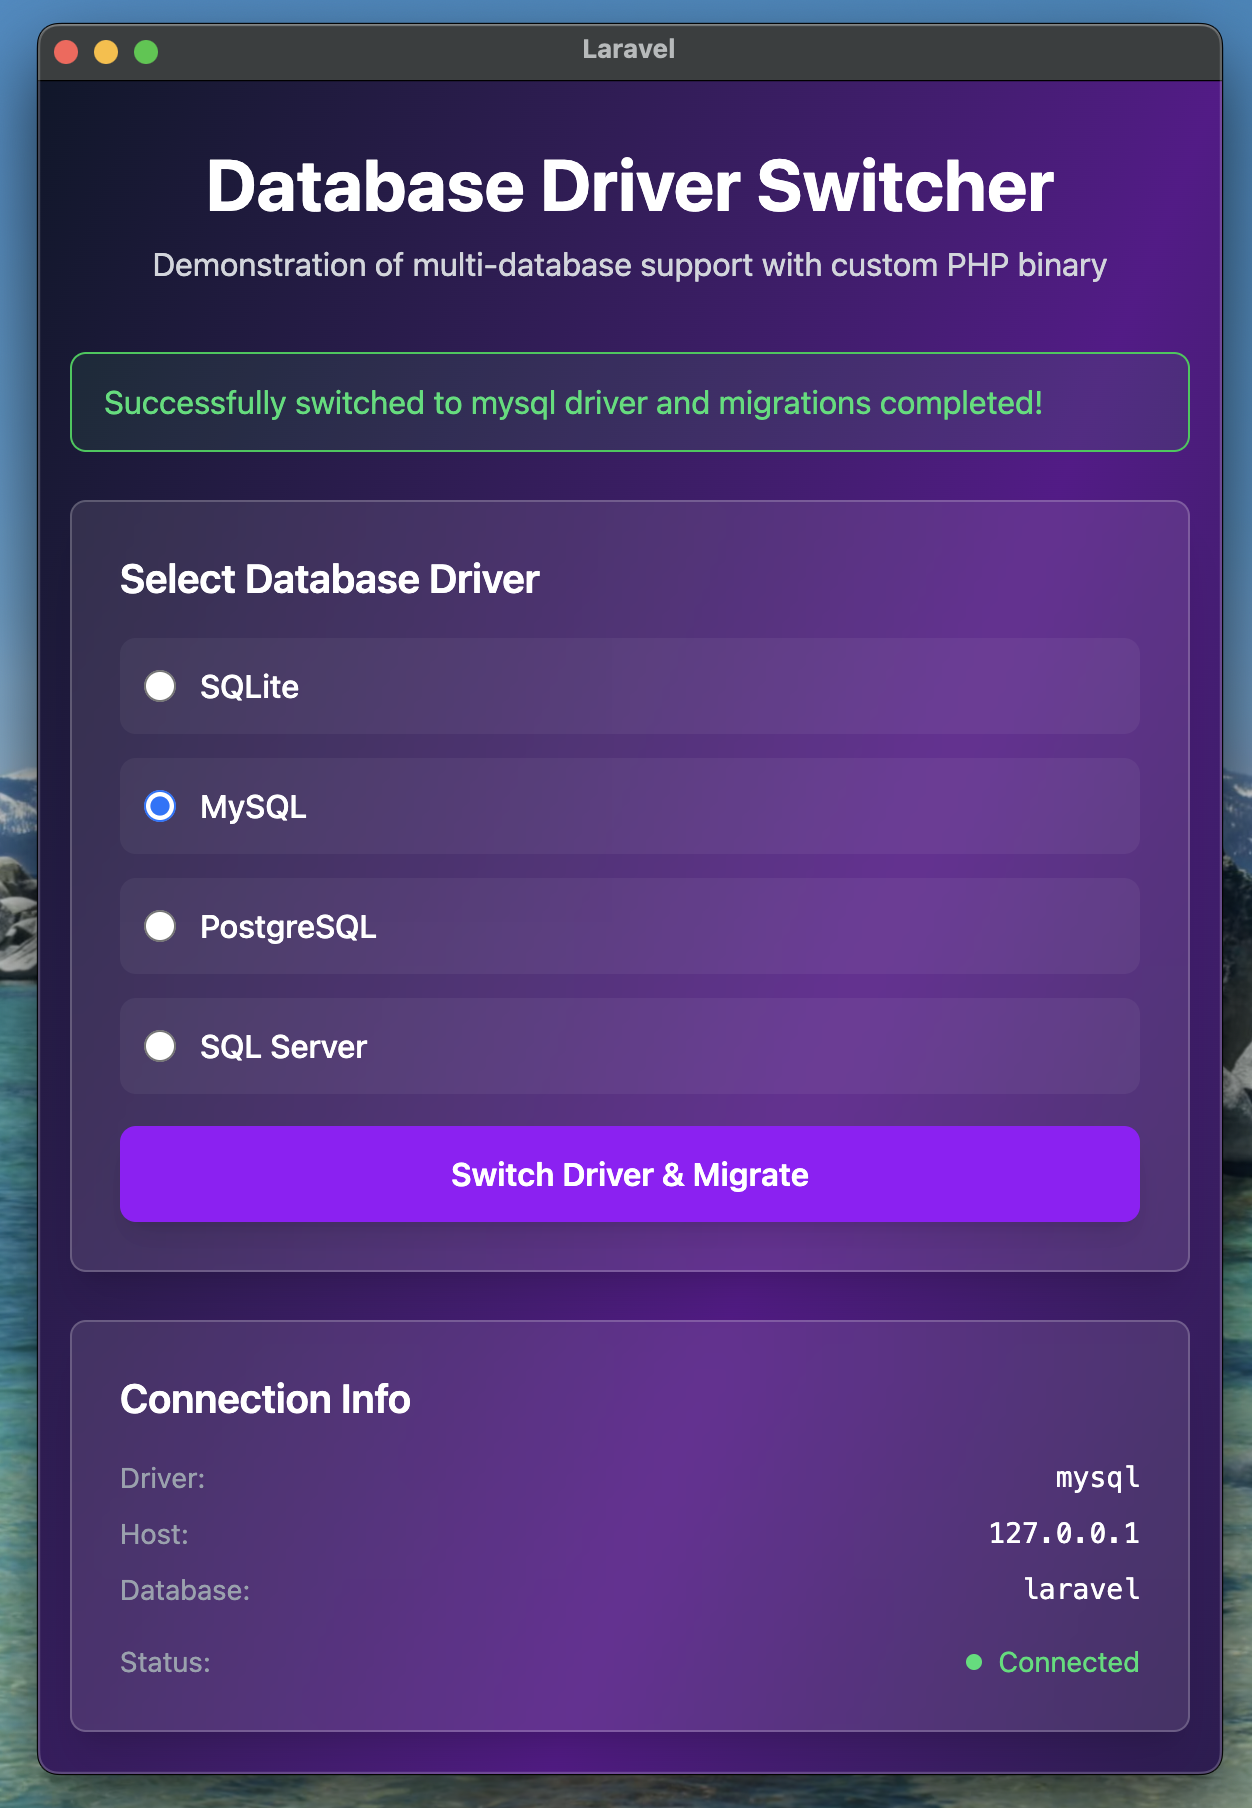 Laravel
Database Driver Switcher
Demonstration of multi-database support with custom PHP binary
Successfully switched to mysql driver and migrations completed!
Select Database Driver
SQLite
MySQL
PostgreSQL
SQL Server
Switch Driver & Migrate
Connection Info
Driver: mysql
Host: 127.0.0.1
Database: laravel
Status: Connected